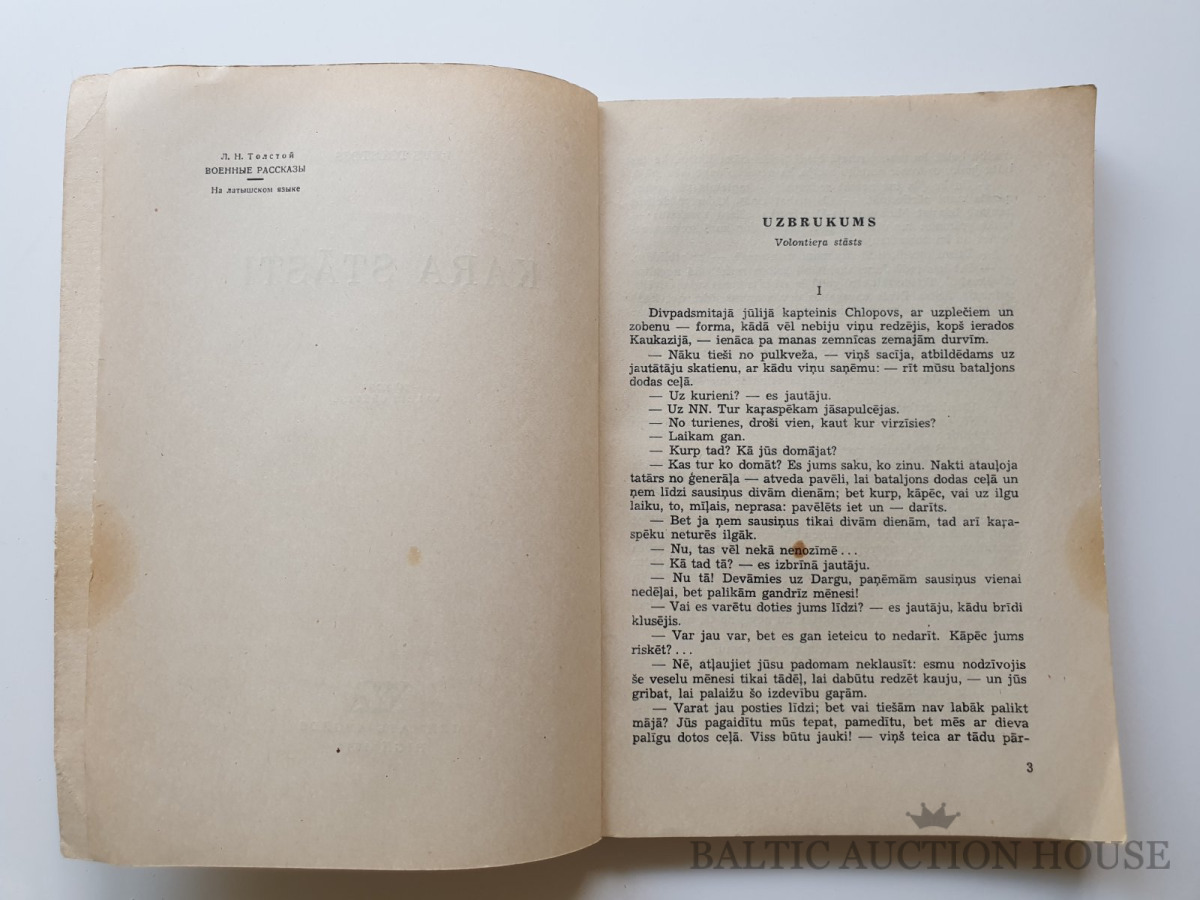 Л. Н. Толстой
ВОЕННЫЕ РАССКАЗЫ
На латышском языке
KARA STĀSTI
UZBRUKUMS
Volontieŗa stāsts
I
Divpadsmitajā jūlijā kapteinis Chlopovs, ar uzplečiem un
zobenu — forma, kādā vēl nebiju viņu redzējis, kopš ierados
Kaukazijā, — ienāca pa manas zemnīcas zemajām durvīm.
— Nāku tieši no pulkveža, — viņš sacīja, atbildēdams uz
jautātāju skatienu, ar kādu viņu saņēmu: — rīt mūsu bataljons
dodas ceļā.
— Uz kurieni? — es jautāju.
— Uz NN. Tur kaŗaspēkam jāsapulcējas.
— No turienes, droši vien, kaut kur virzīsies?
— Laikam gan.
— Kurp tad? Kā jūs domājat?
— Kas tur ko domāt? Es jums saku, ko zinu. Nakti atauļoja
tatārs no ģenerāļa — atveda pavēli, lai bataljons dodas ceļā un
ņem līdzi sausiņus divām dienām; bet kurp, kāpēc, vai uz ilgu
laiku, to, mīļais, neprasa: pavēlēts iet un — darīts.
— Bet ja ņem sausiņus tikai divām dienām, tad arī kaŗa-
spēku neturēs ilgāk.
— Nu, tas vēl nekā nenozīmē . . .
— Kā tad tā? — es izbrīnā jautāju.
— Nu tā! Devāmies uz Dargu, paņēmām sausiņus vienai
nedēļai, bet palikām gandrīz mēnesi!
— Vai es varētu doties jums līdzi? — es jautāju, kādu brīdi
klusējis.
— Var jau var, bet es gan ieteicu to nedarīt. Kāpēc jums
riskēt? . . .
— Nē, atļaujiet jūsu padomam neklausīt: esmu nodzīvojis
še veselu mēnesi tikai tādēļ, lai dabūtu redzēt kauju, — un jūs
gribat, lai palaižu šo izdevību gaŗām.
— Varat jau posties līdzi; bet vai tiešām nav labāk palikt
mājā? Jūs pagaidītu mūs tepat, pamedītu, bet mēs ar dieva
palīgu dotos ceļā. Viss būtu jauki! — viņš teica ar tādu pār-
3
BALTIC AUCTION HOUSE